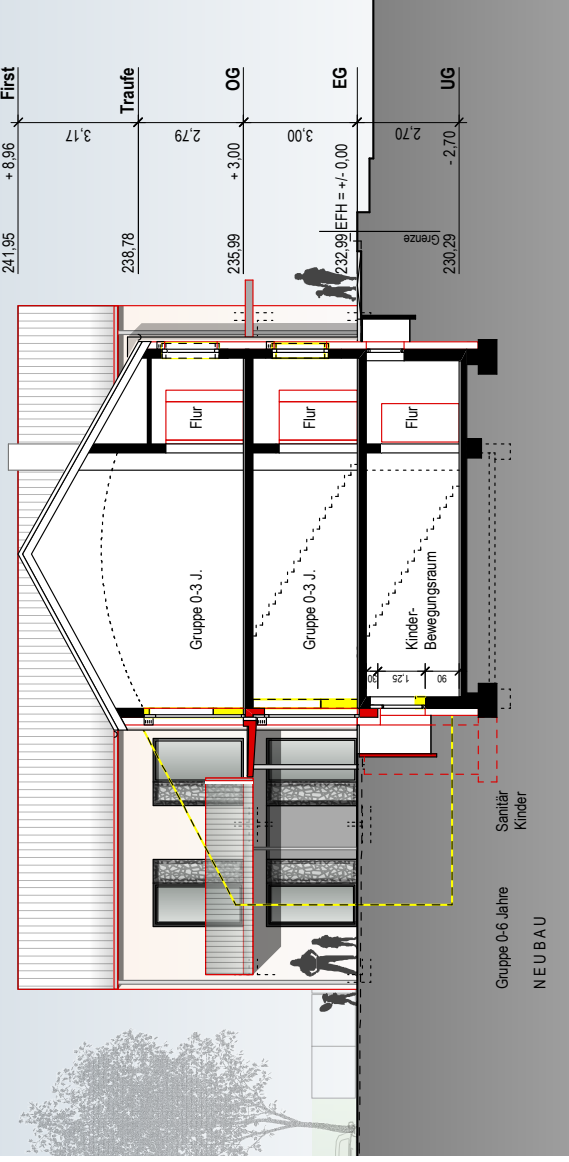 First
Traufe
OG
EG
UG
3,17
2,79
3,00
2,70
+ 8,96
+ 3,00
EFH = +/- 0,00
- 2,70
241,95
238,78
235,99
232,99
230,29
Grenze
Flur
Flur
Flur
Gruppe 0-3 J.
Gruppe 0-3 J.
Kinder-
Bewegungsraum
30
1,25
90
Sanitär
Kinder
Gruppe 0-6 Jahre
NEUBAU